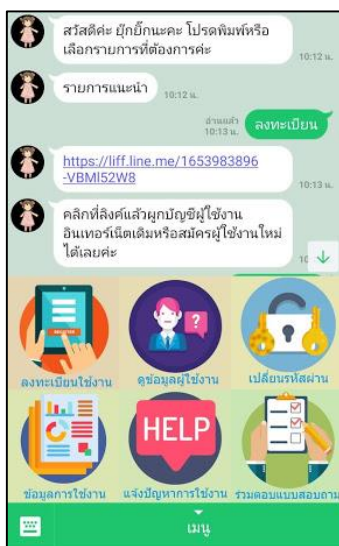 สวัสดีค่ะ ปุ๊กปิ๊กนะคะ โปรดพิมพ์หรือ
เลือกรายการที่ต้องการค่ะ
10:12 น.
รายการแนะนำ
10:12 น.
อ่านแล้ว
10:13 น.
ลงทะเบียน
https://liff.line.me/1653983896
-VBMl52W8
10:13 น.
คลิกที่ลิงค์แล้วผูกบัญชีผู้ใช้งาน
อินเทอร์เน็ตเดิมหรือสมัครผู้ใช้งานใหม่
ได้เลยค่ะ
REGISTER
?
ลงทะเบียนใช้งาน
ดูข้อมูลผู้ใช้งาน
เปลี่ยนรหัสผ่าน
HELP
ข้อมูลการใช้งาน
แจ้งปัญหาการใช้งาน
ร่วมตอบแบบสอบถาม
เมนู